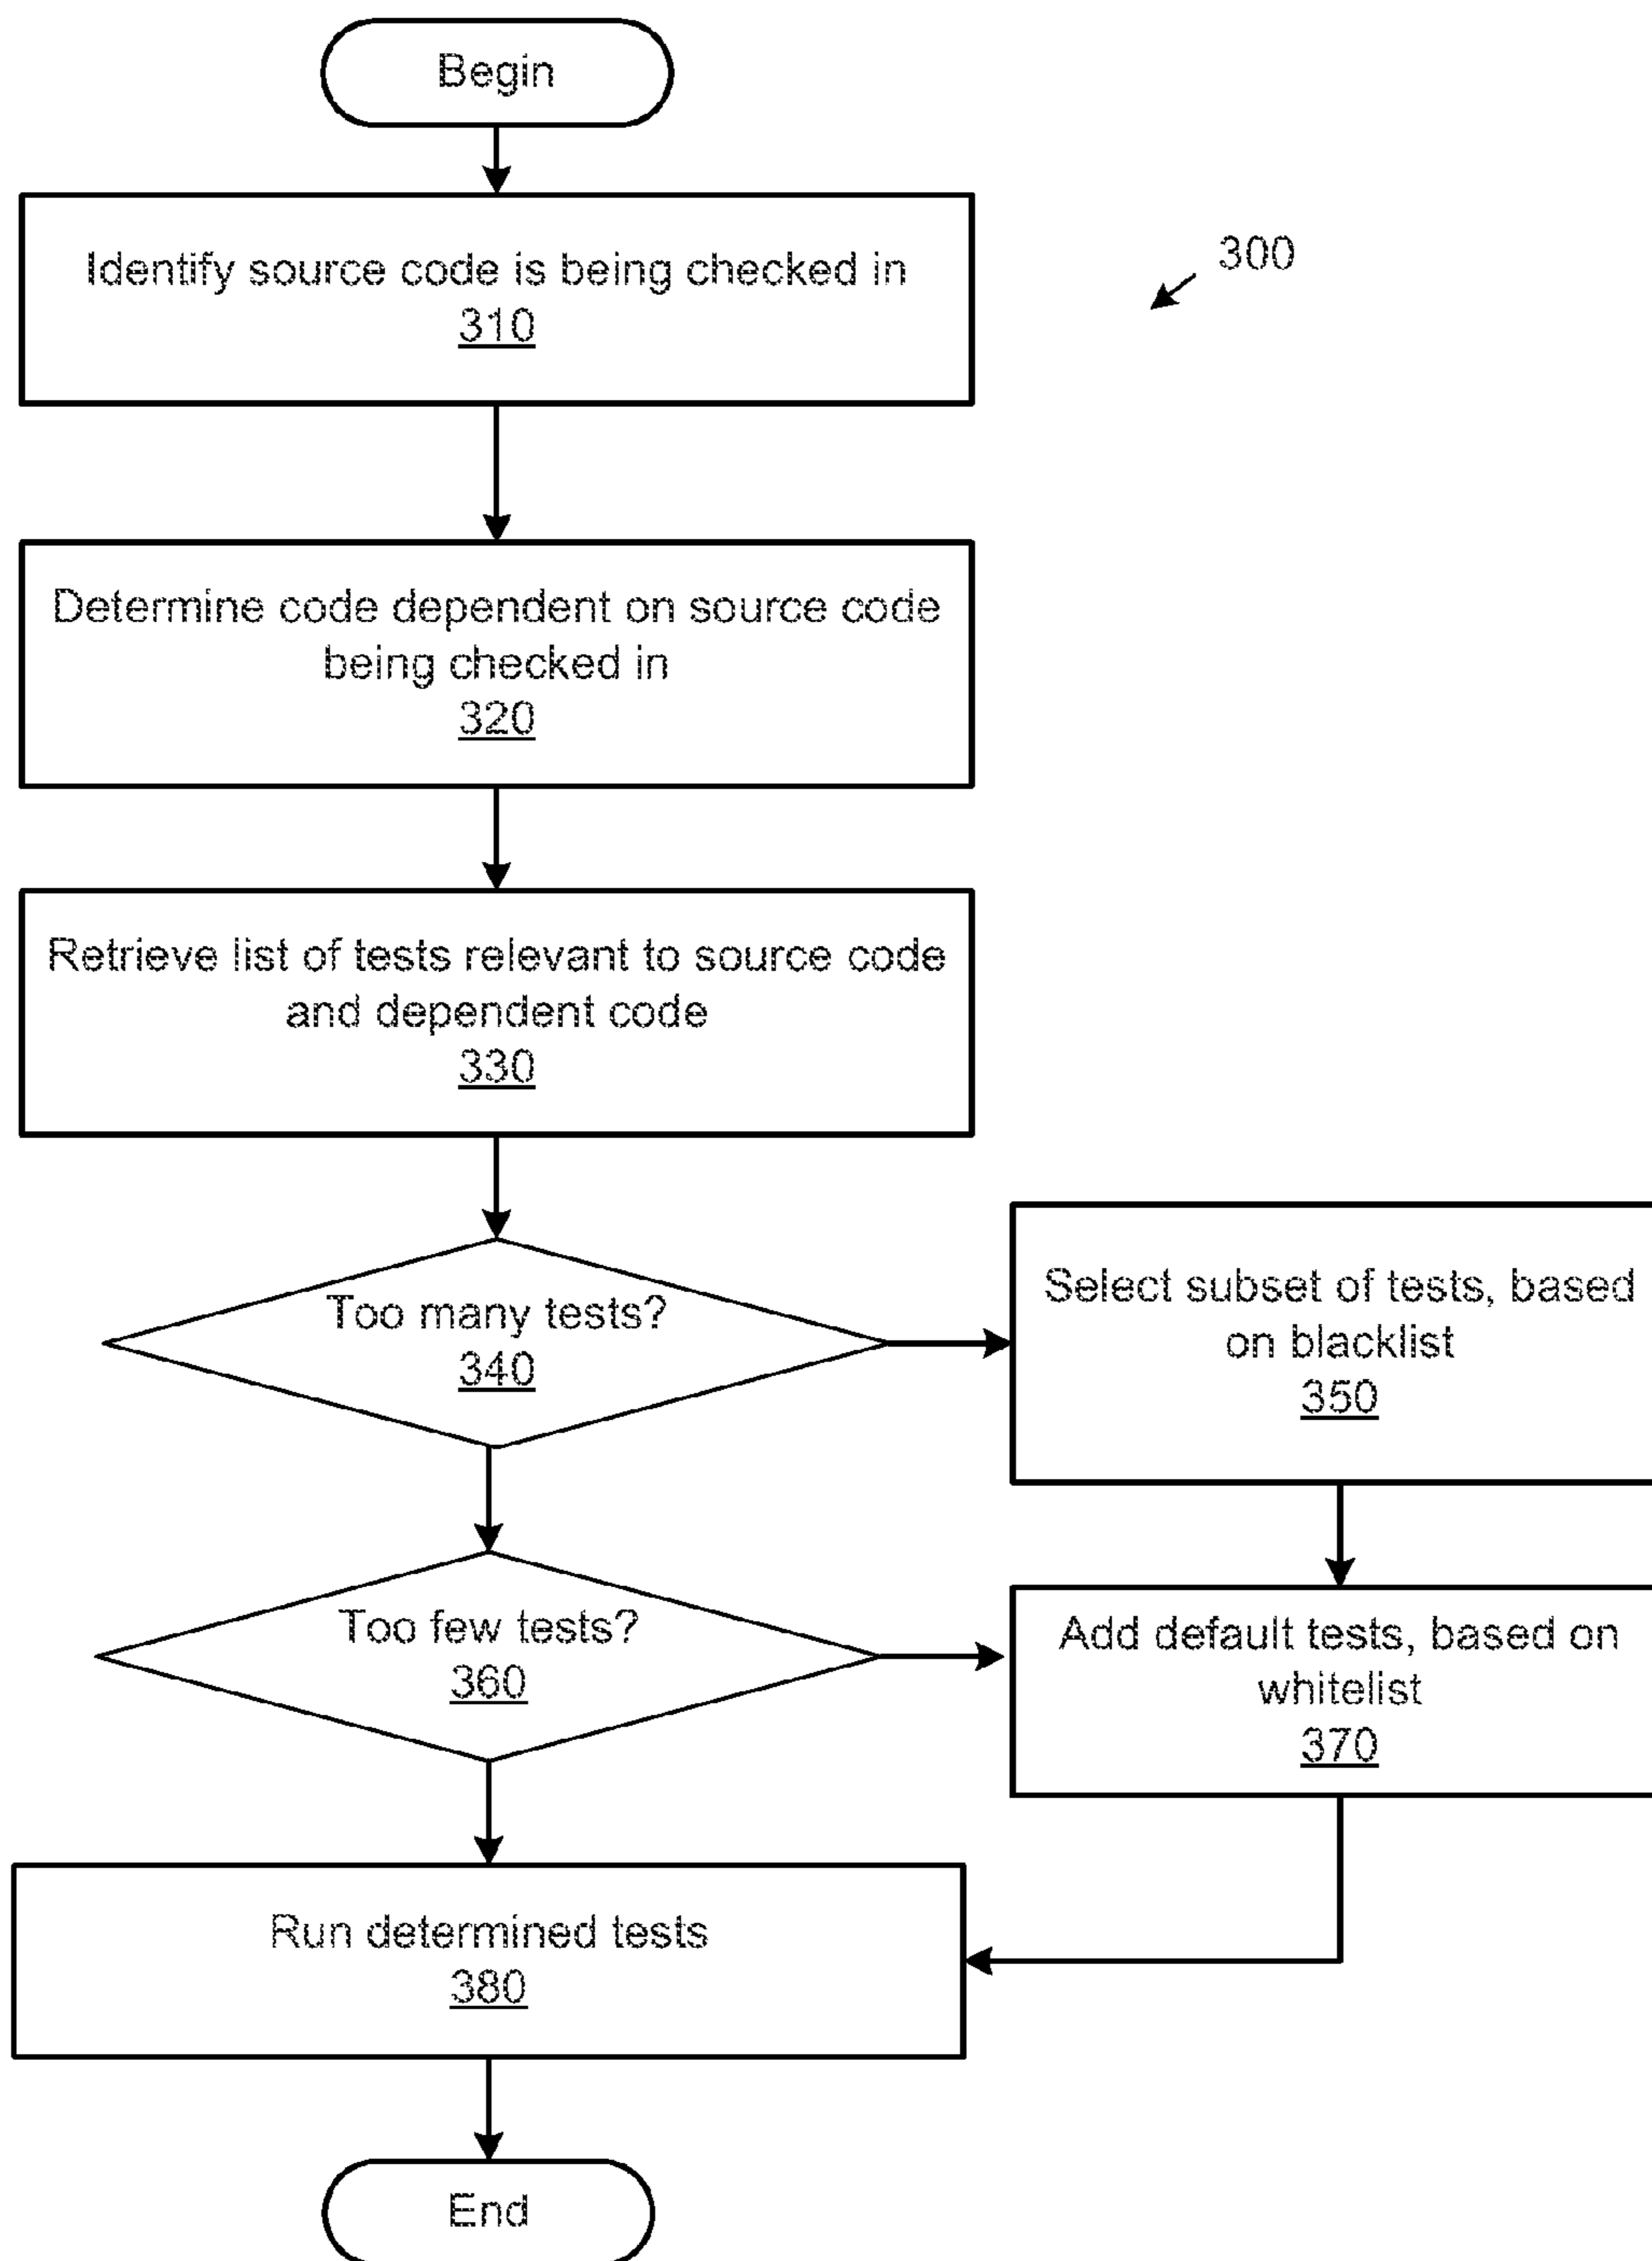 Begin
Identify source code is being checked in
310
300
Determine code dependent on source code
being checked in
320
Retrieve list of tests relevant to source code
and dependent code
330
Too many tests?
340
Select subset of tests, based
on blacklist
350
Too few tests?
360
Add default tests, based on
whitelist
370
Run determined tests
380
End